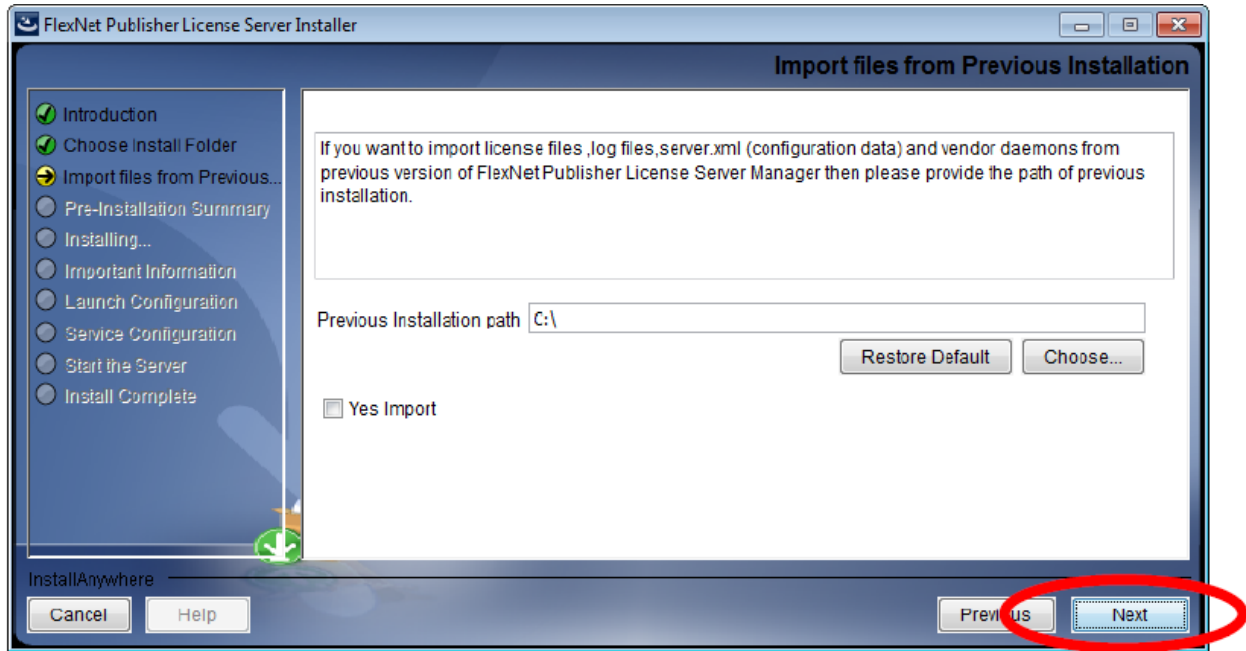 FlexNet Publisher License Server Installer
Import files from Previous Installation
Introduction
Choose Install Folder
Import files from Previous...
Pre-Installation Summary
Installing...
Important Information
Launch Configuration
Service Configuration
Start the Server
Install Complete
If you want to import license files ,log files,server.xml (configuration data) and vendor daemons from
previous version of FlexNet Publisher License Server Manager then please provide the path of previous
installation.
Previous Installation path C:\
Restore Default Choose...
Yes Import
InstallAnywhere
Cancel Help Previous Next